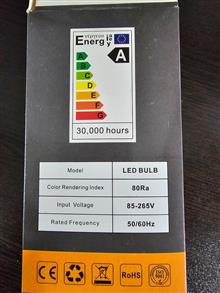 Energy
A
A
B
C
D
E
F
G
30,000 hours
Model LED BULB
Color Rendering Index 80Ra
Input Voltage 85-265V
Rated Frequency 50/60Hz
CE RoHS